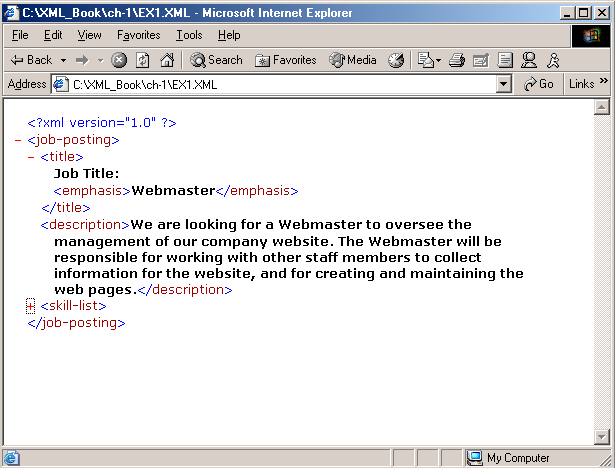 C:\XML_Book\ch-1\EX1.XML - Microsoft Internet Explorer
File Edit View Favorites Tools Help
Back Search Favorites Media
Address C:\XML_Book\ch-1\EX1.XML Go Links »
<?xml version="1.0" ?>
- <job-posting>
- <title>
Job Title:
<emphasis>Webmaster</emphasis>
</title>
<description>We are looking for a Webmaster to oversee the
management of our company website. The Webmaster will be
responsible for working with other staff members to collect
information for the website, and for creating and maintaining the
web pages.</description>
+ <skill-list>
</job-posting>
My Computer